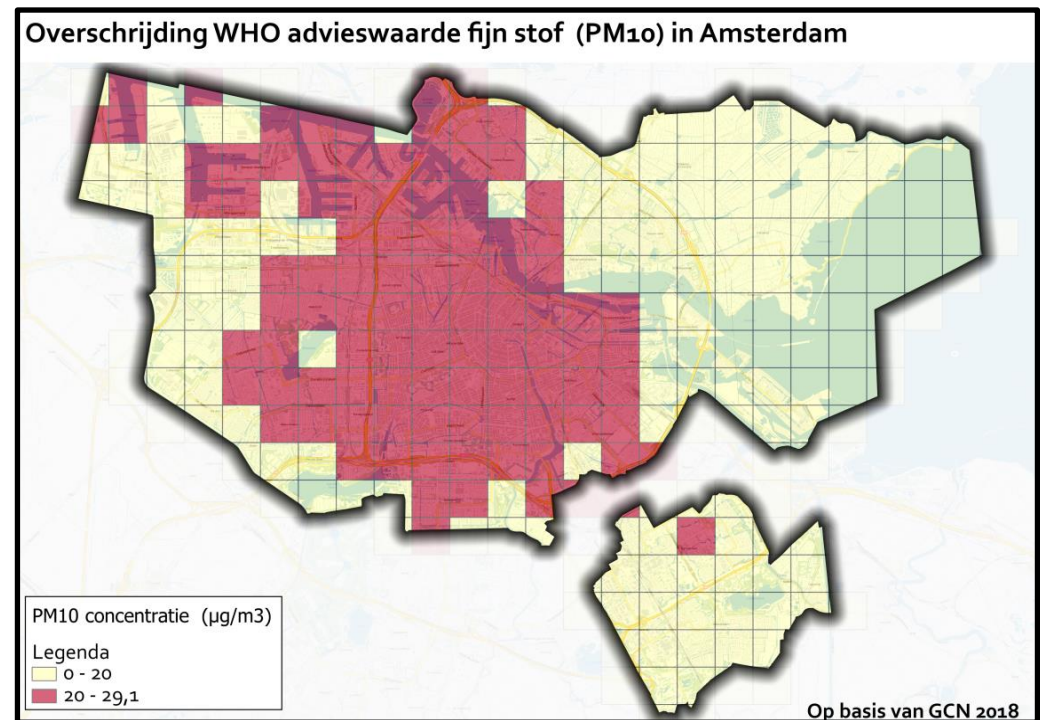 Overschrijding WHO advieswaarde fijn stof (PM10) in Amsterdam
PM10 concentratie (µg/m3)
Legenda
0 - 20
20 - 29,1
Op basis van GCN 2018